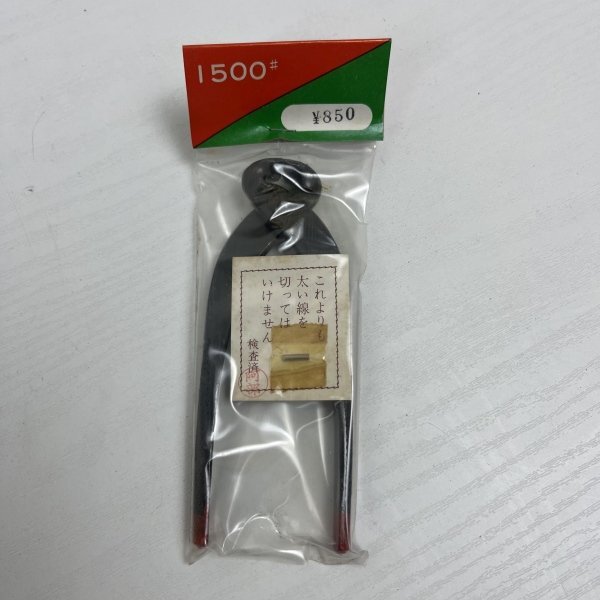 1500#
¥850
これよりも
太い線を
切っては
いけません
検査済